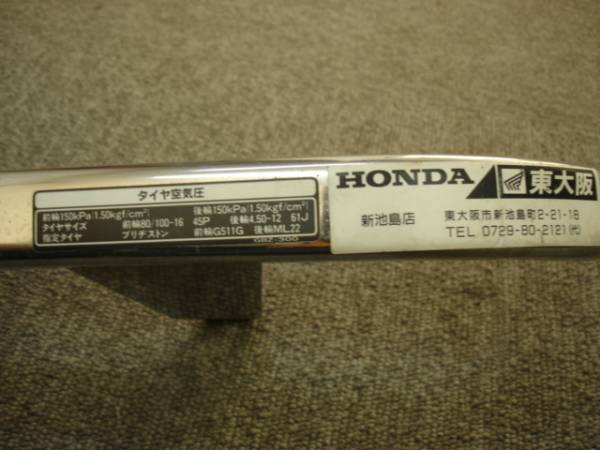 タイヤ空気圧
前輪150kPa{1.50kgf/cm²} 後輪150kPa{1.50kgf/cm²}
タイヤサイズ 前輪80/100-16 45P 後輪4.50-12 61J
指定タイヤ ブリヂストン 前輪G511G 後輪ML.22
GBZ-300
HONDA 東大阪
新池島店 東大阪市新池島町2-21-18
TEL 0729-80-2121(代)